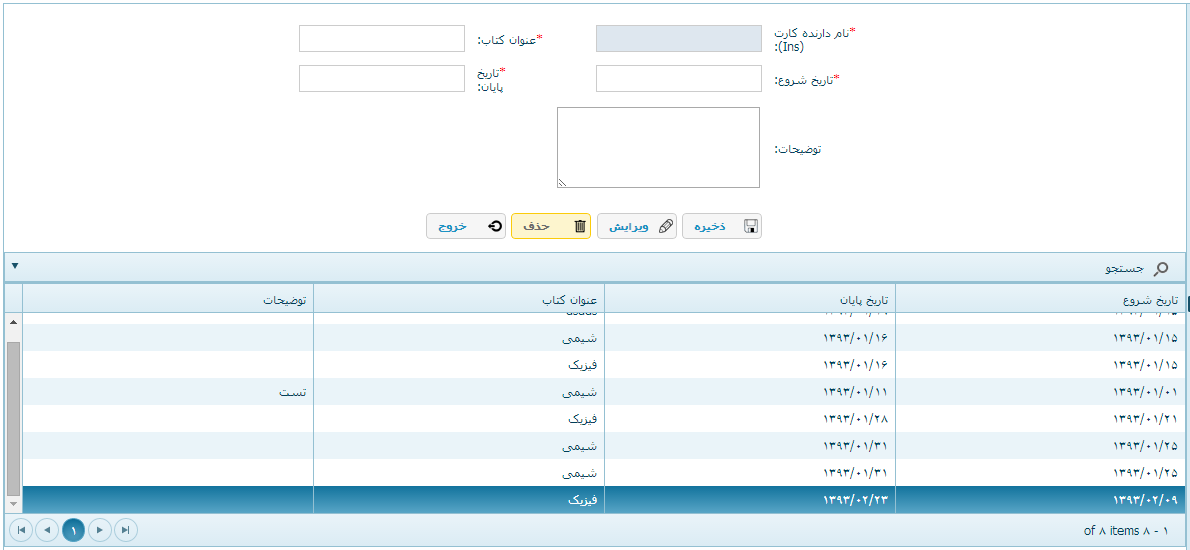 *نام دارنده کارت (Ins):
*عنوان کتاب:
*تاریخ شروع:
*تاریخ پایان:
توضیحات:
ذخیره ویرایش حذف خروج
جستجو
تاریخ شروع تاریخ پایان عنوان کتاب توضیحات
۱۳۹۳/۰۱/۱۵ ۱۳۹۳/۰۱/۱۶ شیمی
۱۳۹۳/۰۱/۱۵ ۱۳۹۳/۰۱/۱۶ فیزیک
۱۳۹۳/۰۱/۰۱ ۱۳۹۳/۰۱/۱۱ شیمی تست
۱۳۹۳/۰۱/۲۱ ۱۳۹۳/۰۱/۲۸ فیزیک
۱۳۹۳/۰۱/۲۵ ۱۳۹۳/۰۱/۳۱ شیمی
۱۳۹۳/۰۱/۲۵ ۱۳۹۳/۰۱/۳۱ شیمی
۱۳۹۳/۰۲/۰۹ ۱۳۹۳/۰۲/۲۳ فیزیک
۱ - ۸ of ۸ items
۱